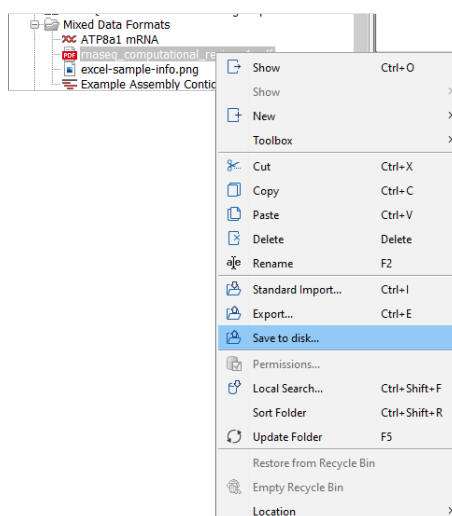 Mixed Data Formats
ATP8a1 mRNA
PDF
excel-sample-info.png
Example Assembly Contig
Show Ctrl+O
Show
New
Toolbox
Cut Ctrl+X
Copy Ctrl+C
Paste Ctrl+V
Delete Delete
Rename F2
Standard Import... Ctrl+I
Export... Ctrl+E
Save to disk...
Permissions...
Local Search... Ctrl+Shift+F
Sort Folder Ctrl+Shift+R
Update Folder F5
Restore from Recycle Bin
Empty Recycle Bin
Location